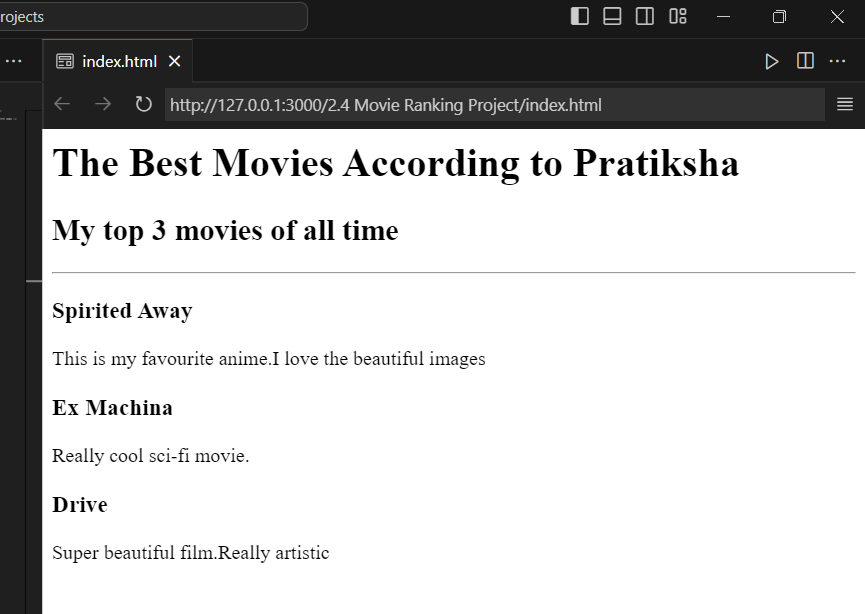 rojects
index.html
http://127.0.0.1:3000/2.4 Movie Ranking Project/index.html
The Best Movies According to Pratiksha
My top 3 movies of all time
Spirited Away
This is my favourite anime.I love the beautiful images
Ex Machina
Really cool sci-fi movie.
Drive
Super beautiful film.Really artistic